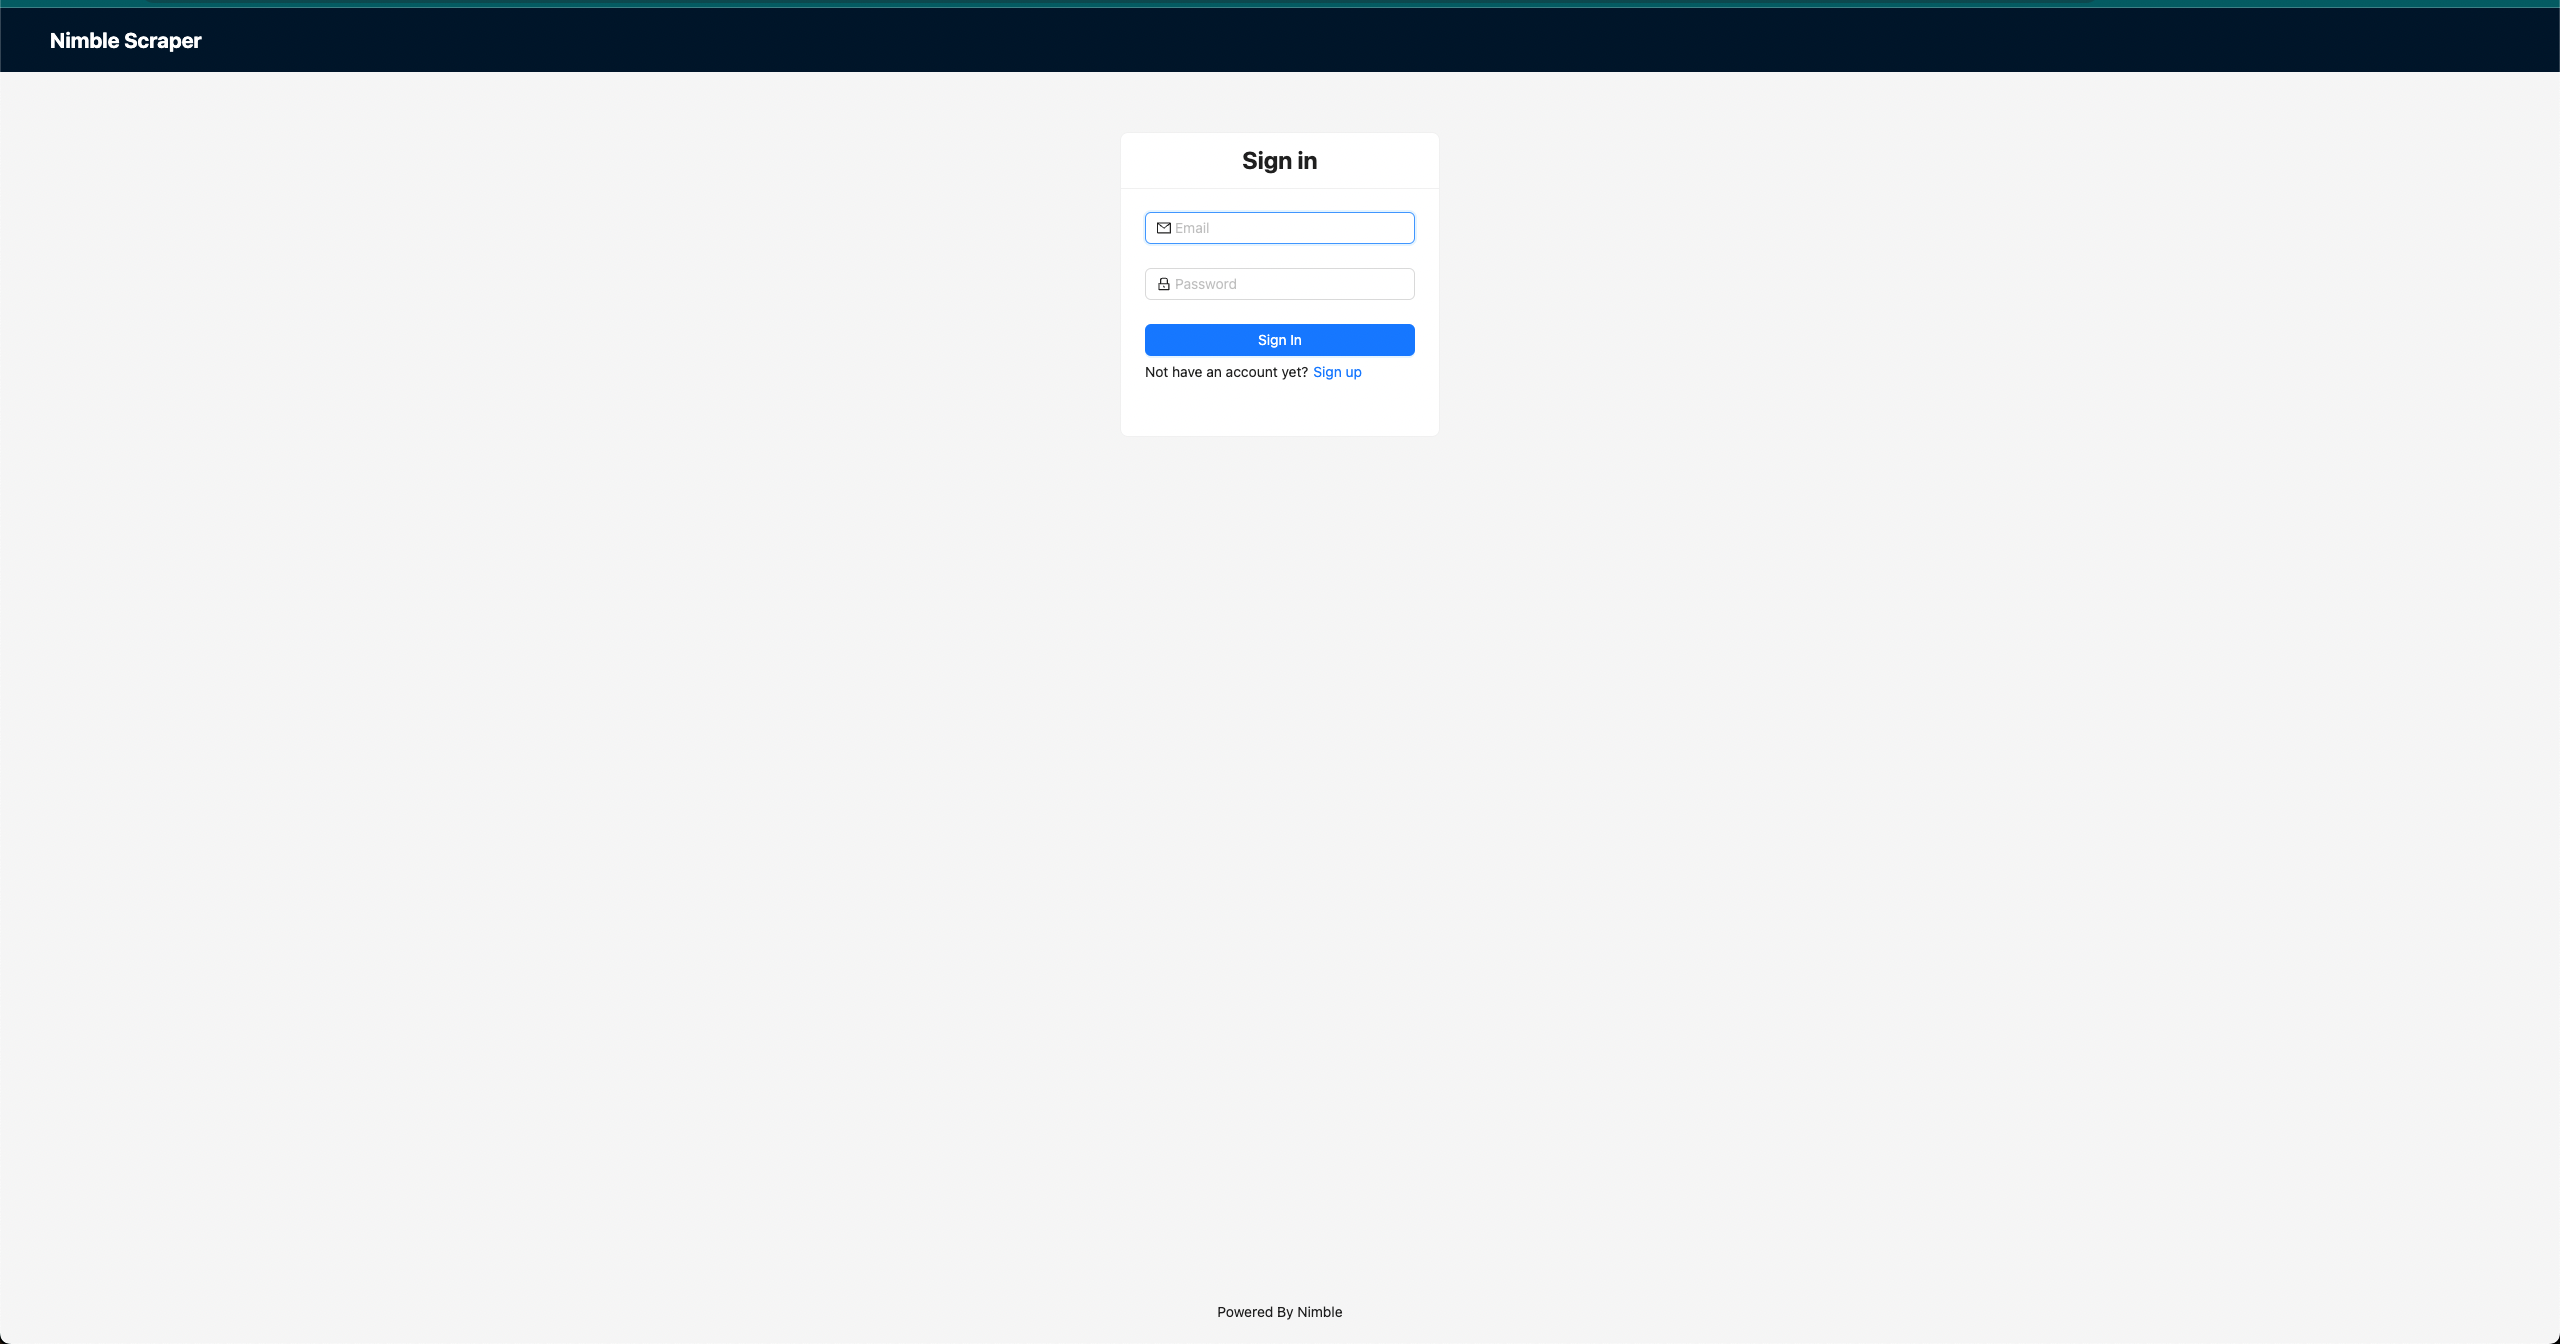 Nimble Scraper
Sign in
Email
Password
Sign In
Not have an account yet? Sign up
Powered By Nimble